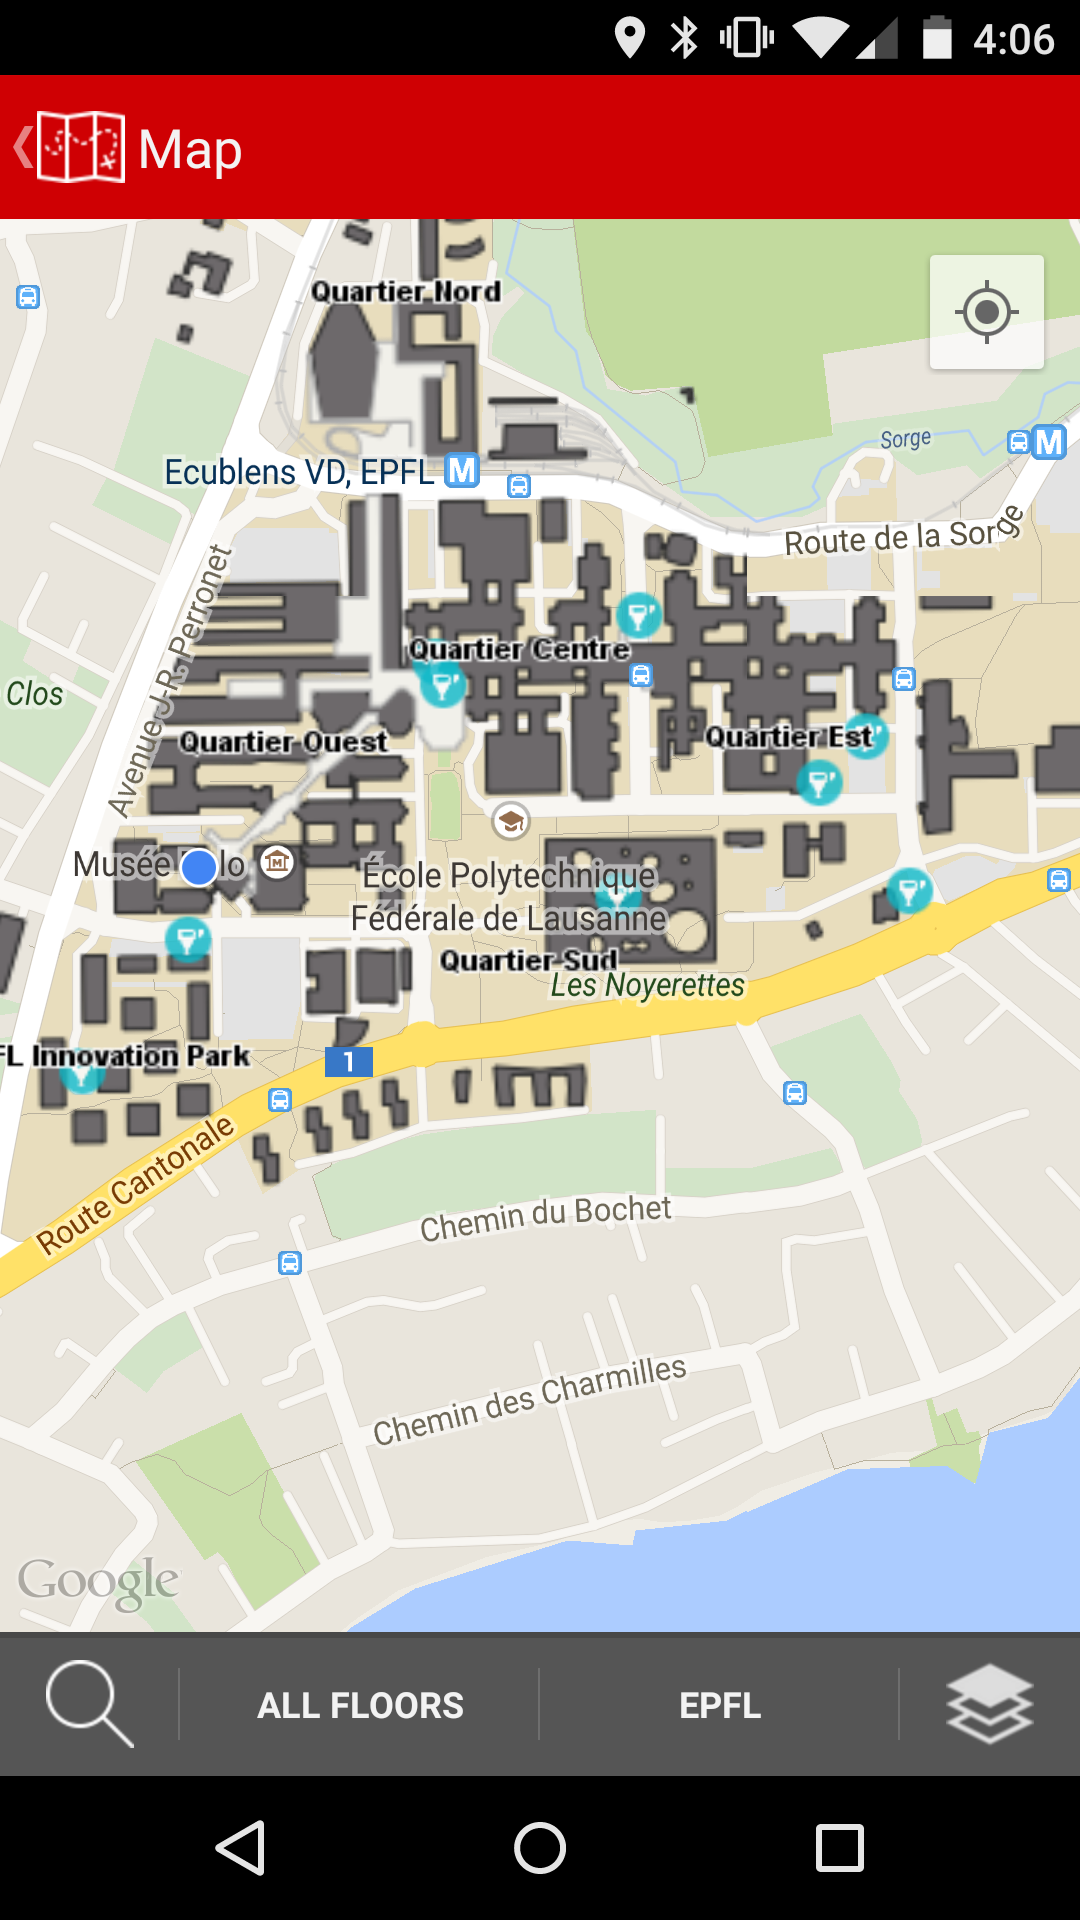 4:06
Map
Quartier Nord
Sorge
M
Ecublens VD, EPFL M
Route de la Sorge
Avenue J-R. Perronet
Quartier Centre
Clos
Quartier Est
Quartier Ouest
Musée
lo
École Polytechnique
Fédérale de Lausanne
Quartier Sud
Les Noyerettes
FL Innovation Park
1
Route Cantonale
Chemin du Bochet
Chemin des Charmilles
Google
ALL FLOORS
EPFL